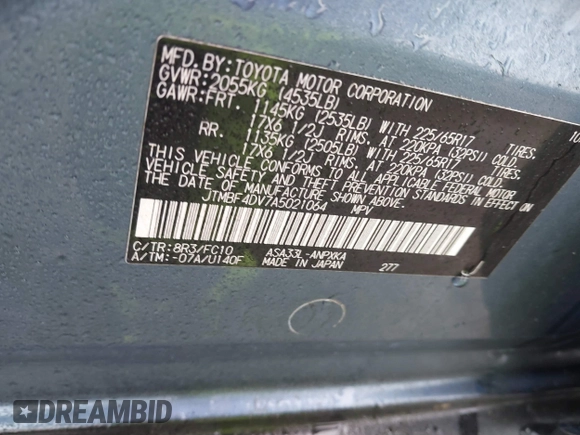 MFD. BY: TOYOTA MOTOR CORPORATION
GVWR: 2055KG (4535LB)
GAWR: FRT. 1145KG (2535LB) WITH 225/65R17 TIRES.
17X6 1/2J RIMS, AT 220KPA (32PSI) COLD.
RR. 1135KG (2505LB) WITH 225/65R17 TIRES.
17X6 1/2J RIMS, AT 220KPA (32PSI) COLD.
THIS VEHICLE CONFORMS TO ALL APPLICABLE FEDERAL MOTOR
VEHICLE SAFETY AND THEFT PREVENTION STANDARDS IN EFFECT
ON THE DATE OF MANUFACTURE SHOWN ABOVE.
JTMBF4DV7A5021064 MPV
C/TR: 8R3/FC10 ASA33L-ANPXKA
A/TM: -07A/U140F MADE IN JAPAN 277
DREAMBID